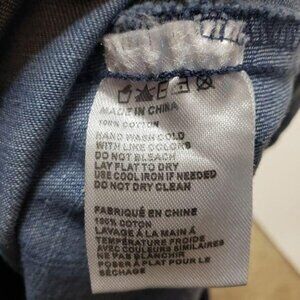 MADE IN CHINA
100% COTTON
HAND WASH COLD
WITH LIKE COLORS
DO NOT BLEACH
LAY FLAT TO DRY
USE COOL IRON IF NEEDED
DO NOT DRY CLEAN
FABRIQUÉ EN CHINE
100% COTON
LAVAGE À LA MAIN À
TEMPÉRATURE FROIDE
AVEC COULEURS SIMILAIRES
NE PAS BLANCHIR
POSER À PLAT POUR LE
SÉCHAGE